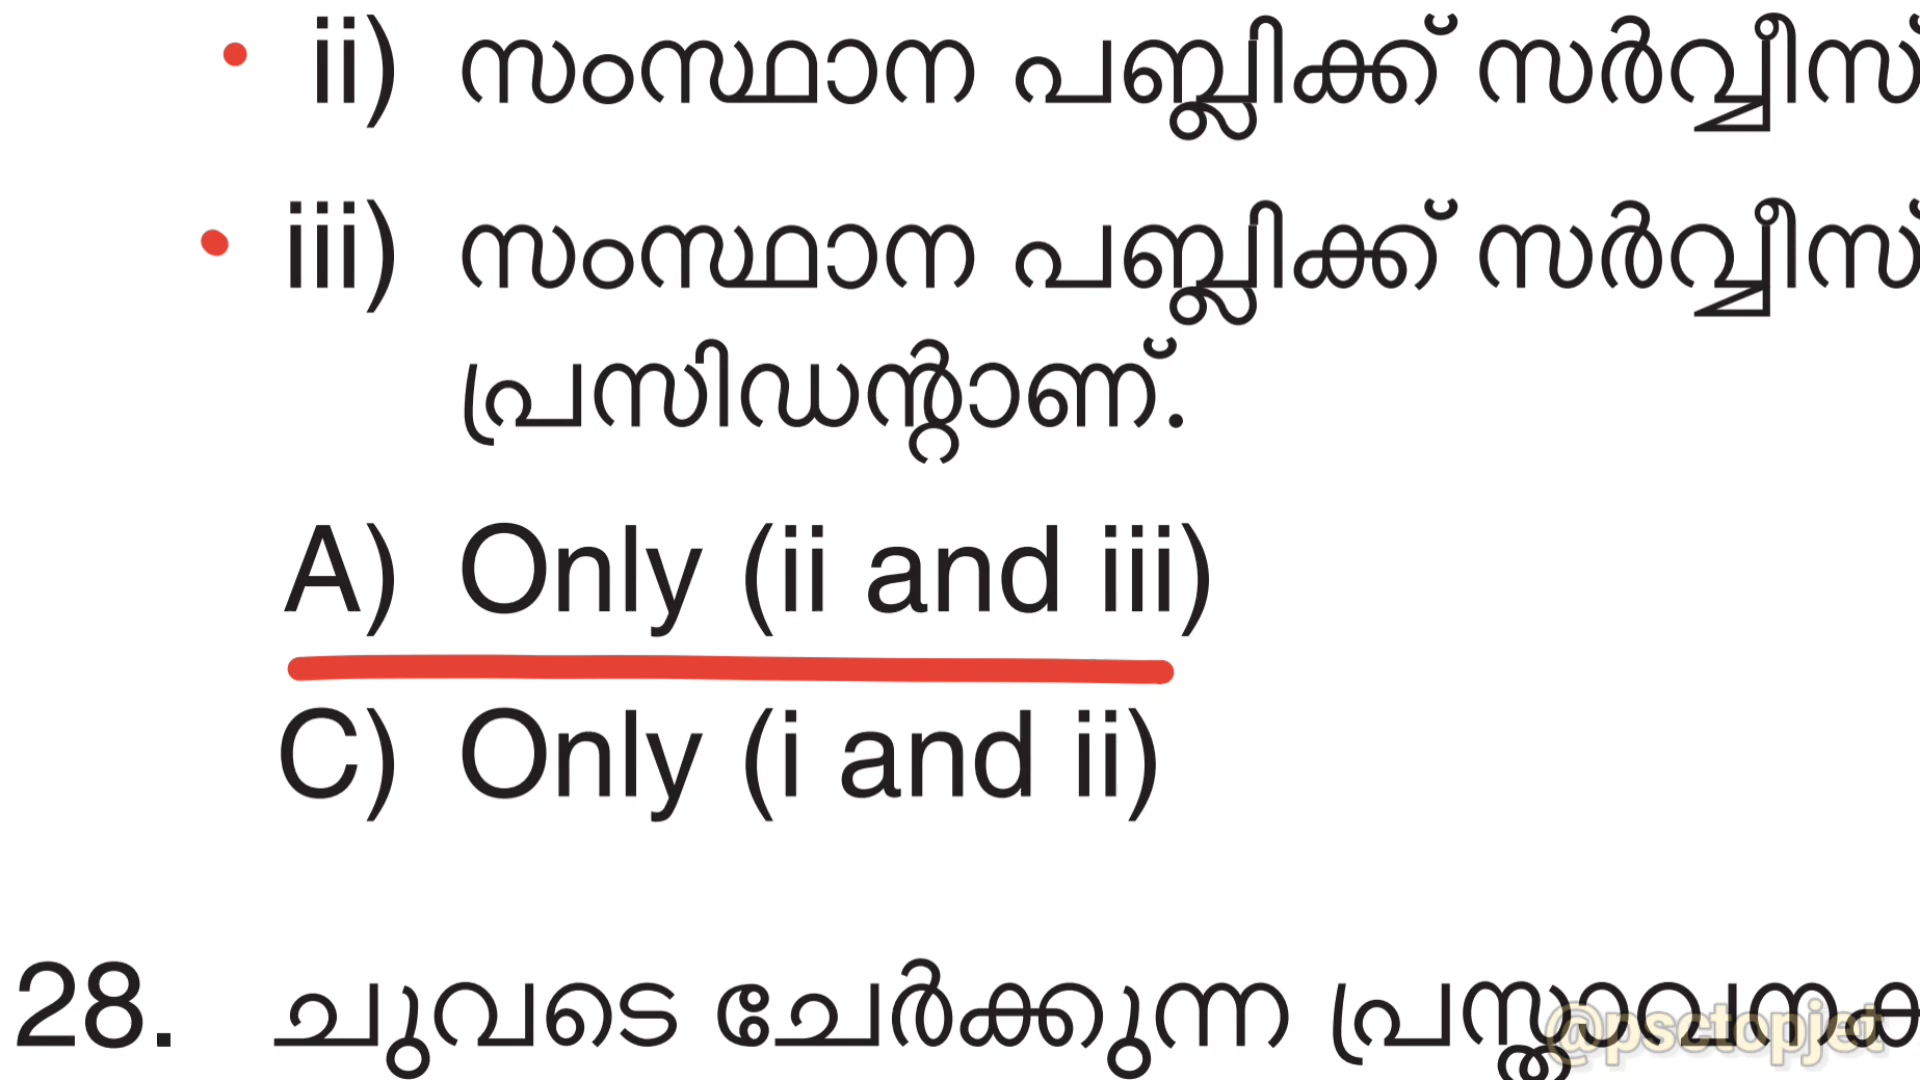 ii) സംസ്ഥാന പബ്ലിക്ക് സർവ്വീസ്
iii) സംസ്ഥാന പബ്ലിക്ക് സർവ്വീസ്
പ്രസിഡന്റാണ്.
A) Only (ii and iii)
C) Only (i and ii)
28. ചുവടെ ചേർക്കുന്ന പ്രസ്താവനക
@psctopjet